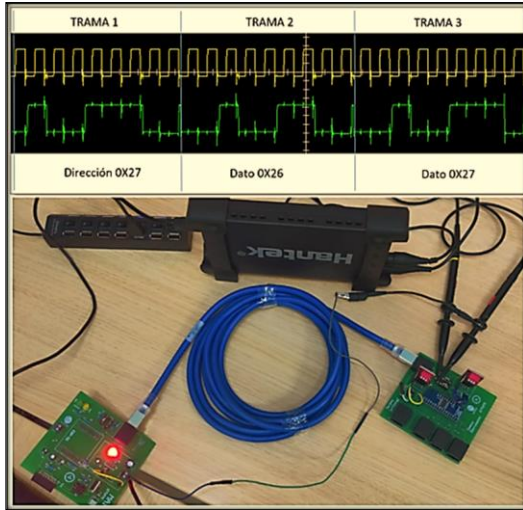 TRAMA 1
TRAMA 2
TRAMA 3
Dirección 0X27
Dato 0X26
Dato 0X27
Hantek®